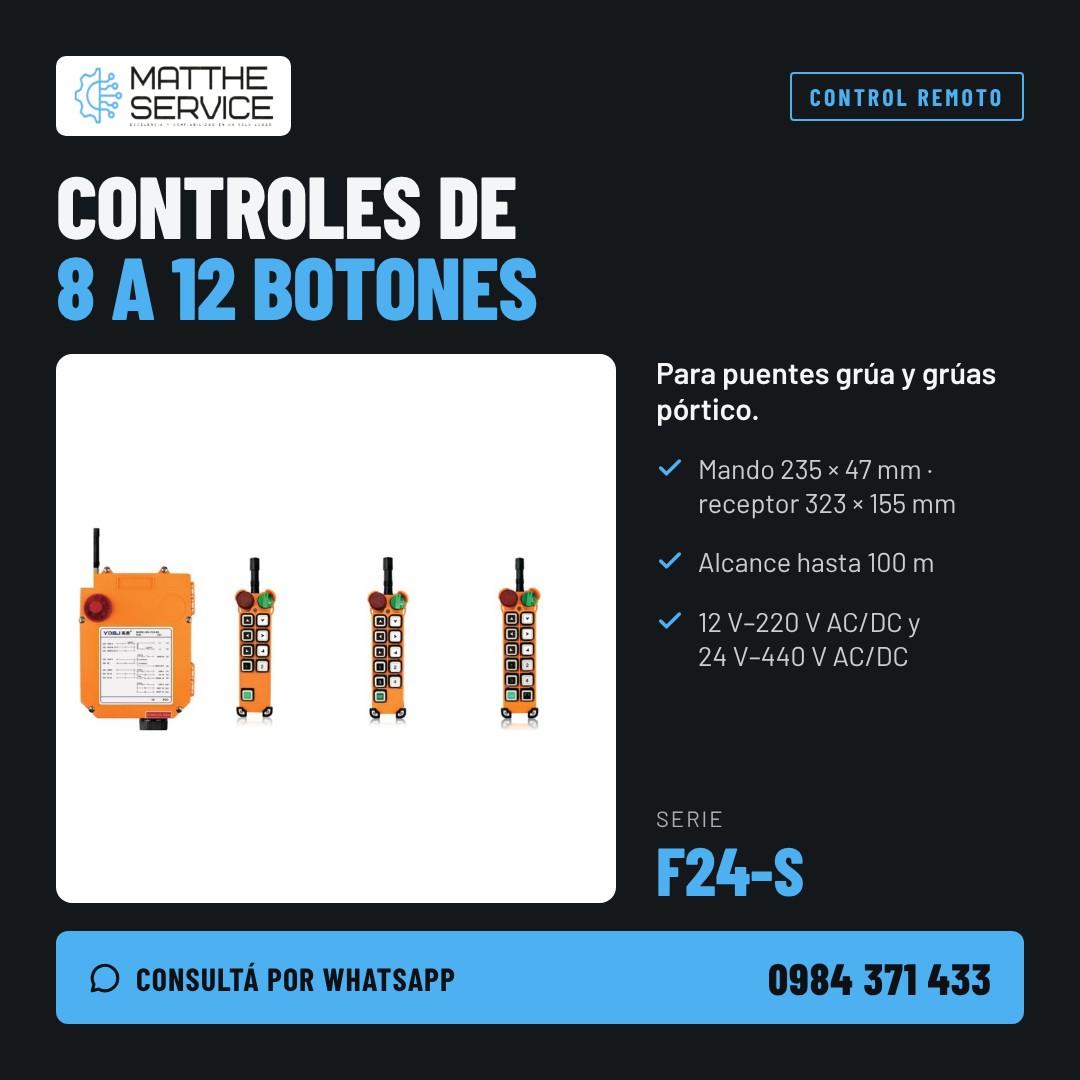 MATTHE
SERVICE
CONTROL REMOTO
CONTROLES DE
8 A 12 BOTONES
Para puentes grúa y grúas
pórtico.
Mando 235 × 47 mm ·
receptor 323 × 155 mm
Alcance hasta 100 m
12 V–220 V AC/DC y
24 V–440 V AC/DC
SERIE
F24-S
CONSULTÁ POR WHATSAPP
0984 371 433